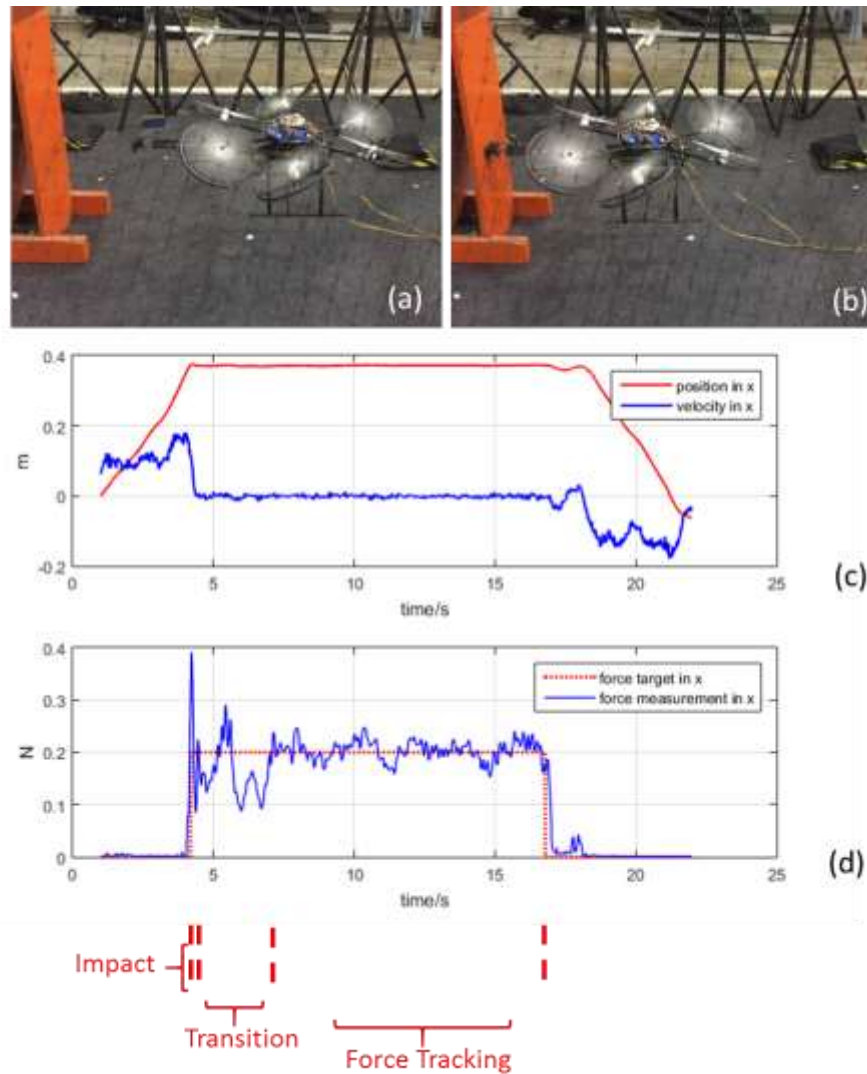 (a)
(b)
0.4
0.2
0
-0.2
m
position in x
velocity in x
0
5
10
15
20
25
time/s
(c)
0.4
0.3
0.2
0.1
0
N
force target in x
force measurement in x
0
5
10
15
20
25
time/s
(d)
Impact
Transition
Force Tracking